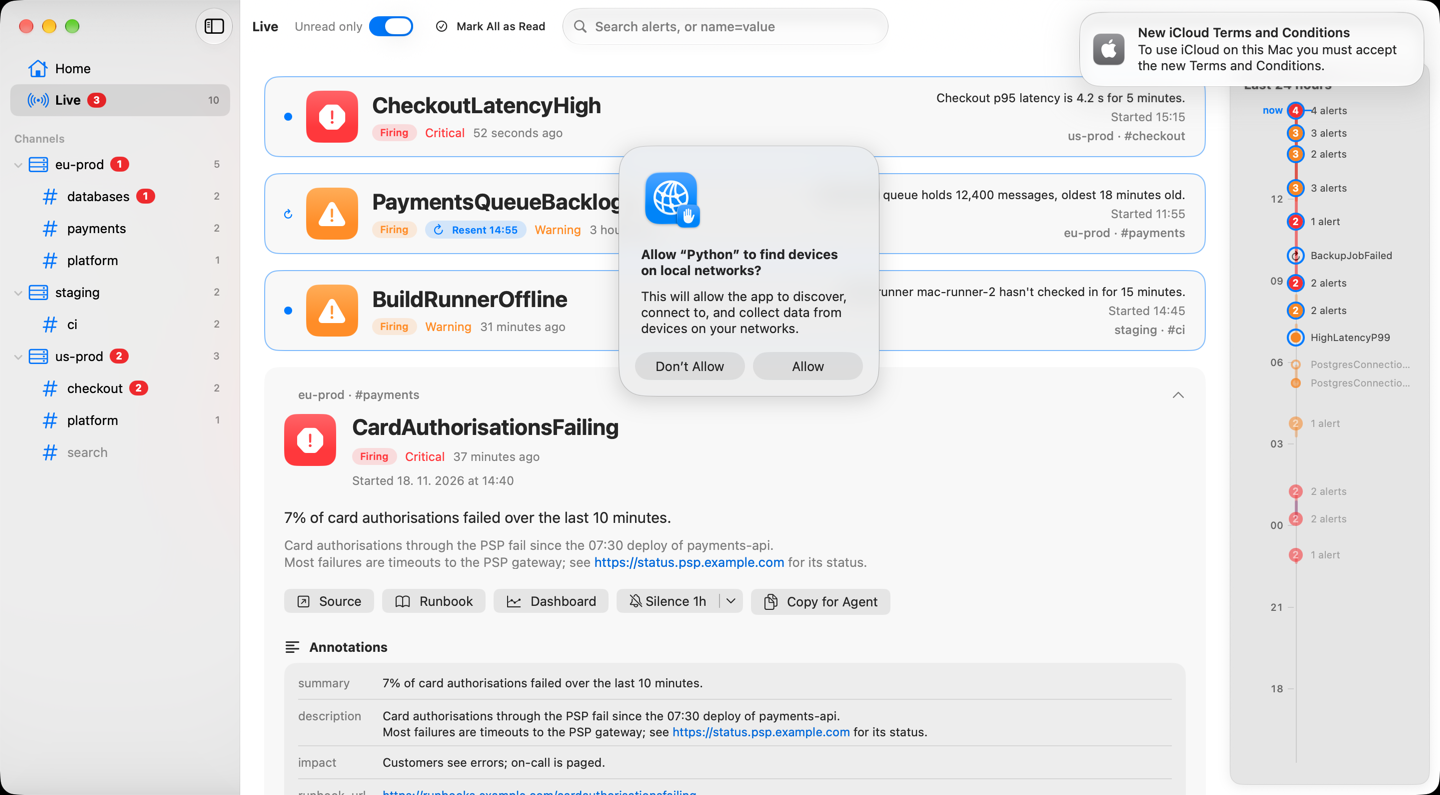 Live
Unread only
Mark All as Read
Search alerts, or name=value
New iCloud Terms and Conditions
To use iCloud on this Mac you must accept
the new Terms and Conditions.
Home
Live 3 10
Channels
eu-prod 1 5
# databases 1 2
# payments 2
# platform 1
staging 2
# ci 2
us-prod 2 3
# checkout 2 2
# platform 1
# search
CheckoutLatencyHigh
Firing Critical 52 seconds ago
Checkout p95 latency is 4.2 s for 5 minutes.
Started 15:15
us-prod · #checkout
PaymentsQueueBacklog
Firing Resent 14:55 Warning 3
queue holds 12,400 messages, oldest 18 minutes old.
Started 11:55
eu-prod · #payments
BuildRunnerOffline
Firing Warning 31 minutes ago
runner mac-runner-2 hasn't checked in for 15 minutes.
Started 14:45
staging · #ci
Allow “Python” to find devices
on local networks?
This will allow the app to discover,
connect to, and collect data from
devices on your networks.
Don’t Allow
Allow
eu-prod · #payments
CardAuthorisationsFailing
Firing Critical 37 minutes ago
Started 18. 11. 2026 at 14:40
7% of card authorisations failed over the last 10 minutes.
Card authorisations through the PSP fail since the 07:30 deploy of payments-api.
Most failures are timeouts to the PSP gateway; see https://status.psp.example.com for its status.
Source
Runbook
Dashboard
Silence 1h
Copy for Agent
Annotations
summary 7% of card authorisations failed over the last 10 minutes.
description Card authorisations through the PSP fail since the 07:30 deploy of payments-api.
Most failures are timeouts to the PSP gateway; see https://status.psp.example.com for its status.
impact Customers see errors; on-call is paged.
runbook_url https://runbooks.example.com/cardauthorisationsfailing
Last 24 hours
now 4 4 alerts
3 3 alerts
3 2 alerts
3 3 alerts
12
2 1 alert
BackupJobFailed
09 2 2 alerts
2 2 alerts
HighLatencyP99
06 PostgresConnectio...
PostgresConnectio...
2 1 alert
03
2 2 alerts
2 2 alerts
00
2 1 alert
21
18